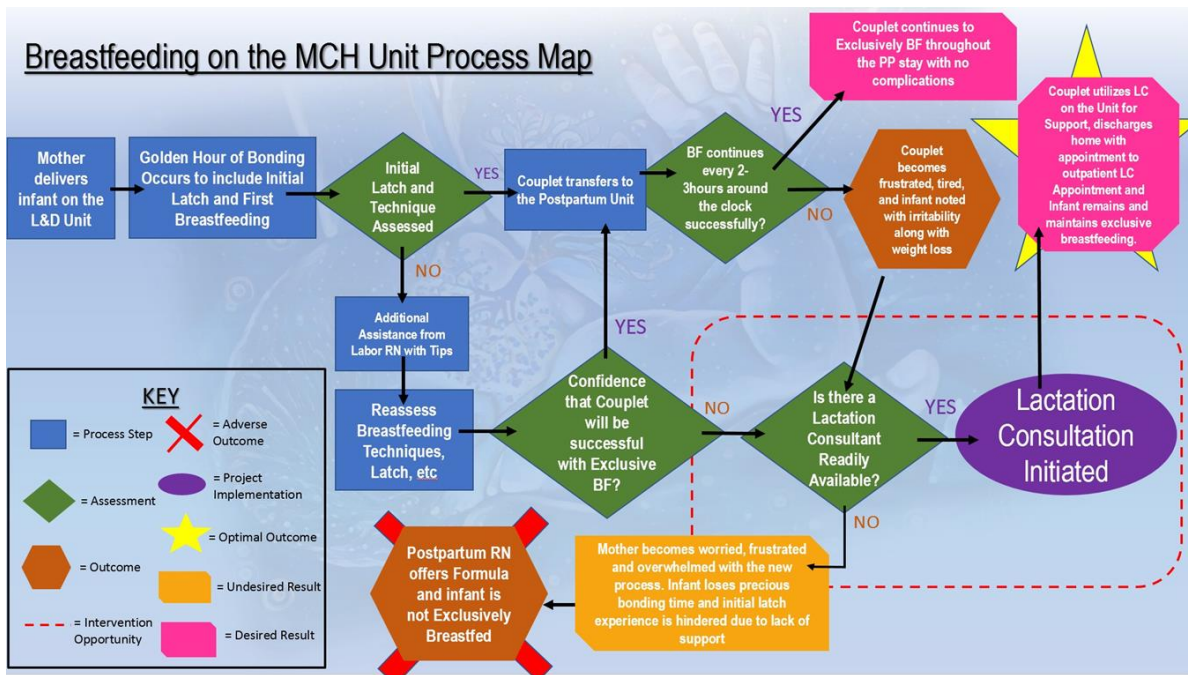 Breastfeeding on the MCH Unit Process Map
Mother
delivers
infant on the
L&D Unit
Golden Hour of Bonding
Occurs to include Initial
Latch and First Breastfeeding
Initial
Latch and
Technique
Assessed
YES
Couplet transfers to
the Postpartum Unit
BF continues
every 2-
3hours around
the clock
successfully?
YES
Couplet continues to
Exclusively BF throughout
the PP stay with no
complications
NO
Couplet
becomes
frustrated, tired,
and infant noted
with irritability
along with
weight loss
Couplet utilizes LC
on the Unit for
Support, discharges
home with
appointment to
outpatient LC
Appointment and
Infant remains and
maintains exclusive
breastfeeding.
NO
Additional
Assistance from
Labor RN with Tips
Reassess
Breastfeeding
Techniques,
Latch, etc
YES
Confidence
that Couplet
will be
successful
with Exclusive
BF?
NO
Is there a
Lactation
Consultant
Readily
Available?
YES
Lactation
Consultation
Initiated
NO
Mother becomes worried, frustrated
and overwhelmed with the new
process. Infant loses precious
bonding time and initial latch
experience is hindered due to lack of
support
Postpartum RN
offers Formula
and infant is
not Exclusively
Breastfed
KEY
= Process Step
= Adverse
Outcome
= Assessment
= Project
Implementation
= Optimal Outcome
= Outcome
= Undesired Result
= Intervention
Opportunity
= Desired Result